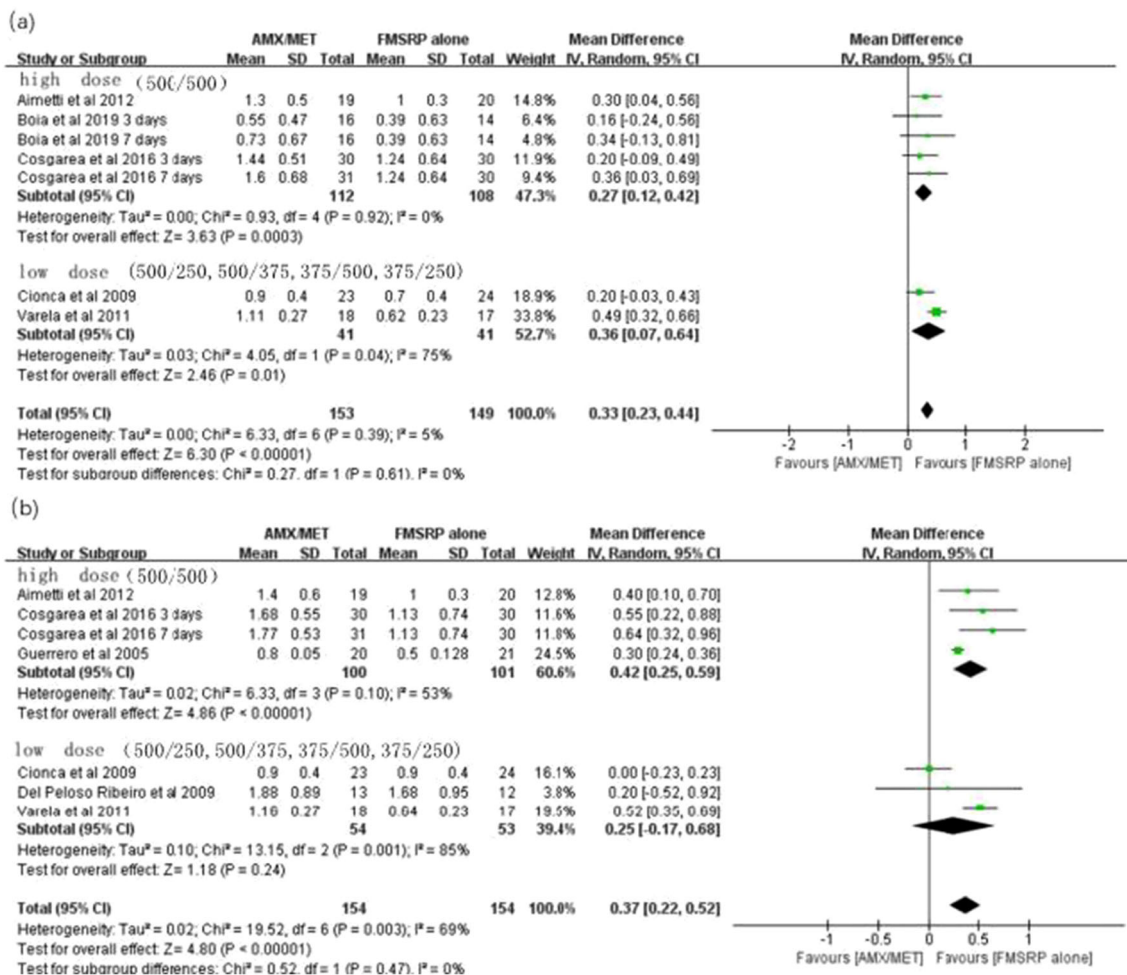 (a)
AMX/MET FMSRP alone Mean Difference Mean Difference
Study or Subgroup Mean SD Total Mean SD Total Weight IV, Random, 95% CI IV, Random, 95% CI
high dose (500/500)
Aimetti et al 2012 1.3 0.5 19 1 0.3 20 14.8% 0.30 [0.04, 0.56]
Boia et al 2019 3 days 0.55 0.47 16 0.39 0.63 14 6.4% 0.16 [-0.24, 0.56]
Boia et al 2019 7 days 0.73 0.67 16 0.39 0.63 14 4.8% 0.34 [-0.13, 0.81]
Cosgarea et al 2016 3 days 1.44 0.51 30 1.24 0.64 30 11.9% 0.20 [-0.09, 0.49]
Cosgarea et al 2016 7 days 1.6 0.68 31 1.24 0.64 30 9.4% 0.36 [0.03, 0.69]
Subtotal (95% CI) 112 108 47.3% 0.27 [0.12, 0.42]
Heterogeneity: Tau² = 0.00; Chi² = 0.93, df = 4 (P = 0.92); I² = 0%
Test for overall effect: Z = 3.63 (P = 0.0003)
low dose (500/250, 500/375, 375/500, 375/250)
Cionca et al 2009 0.9 0.4 23 0.7 0.4 24 18.9% 0.20 [-0.03, 0.43]
Varela et al 2011 1.11 0.27 18 0.62 0.23 17 33.8% 0.49 [0.32, 0.66]
Subtotal (95% CI) 41 41 52.7% 0.36 [0.07, 0.64]
Heterogeneity: Tau² = 0.03; Chi² = 4.05, df = 1 (P = 0.04); I² = 75%
Test for overall effect: Z = 2.46 (P = 0.01)
Total (95% CI) 153 149 100.0% 0.33 [0.23, 0.44]
Heterogeneity: Tau² = 0.00; Chi² = 6.33, df = 6 (P = 0.39); I² = 5%
Test for overall effect: Z = 6.30 (P < 0.00001)
Test for subgroup differences: Chi² = 0.27, df = 1 (P = 0.61), I² = 0%
-2 -1 0 1 2
Favours [AMX/MET] Favours [FMSRP alone]
(b)
AMX/MET FMSRP alone Mean Difference Mean Difference
Study or Subgroup Mean SD Total Mean SD Total Weight IV, Random, 95% CI IV, Random, 95% CI
high dose (500/500)
Aimetti et al 2012 1.4 0.6 19 1 0.3 20 12.8% 0.40 [0.10, 0.70]
Cosgarea et al 2016 3 days 1.68 0.55 30 1.13 0.74 30 11.6% 0.55 [0.22, 0.88]
Cosgarea et al 2016 7 days 1.77 0.53 31 1.13 0.74 30 11.8% 0.64 [0.32, 0.96]
Guerrero et al 2005 0.8 0.05 20 0.5 0.128 21 24.5% 0.30 [0.24, 0.36]
Subtotal (95% CI) 100 101 60.6% 0.42 [0.25, 0.59]
Heterogeneity: Tau² = 0.02; Chi² = 6.33, df = 3 (P = 0.10); I² = 53%
Test for overall effect: Z = 4.86 (P < 0.00001)
low dose (500/250, 500/375, 375/500, 375/250)
Cionca et al 2009 0.9 0.4 23 0.9 0.4 24 16.1% 0.00 [-0.23, 0.23]
Del Peloso Ribeiro et al 2009 1.88 0.89 13 1.68 0.95 12 3.8% 0.20 [-0.52, 0.92]
Varela et al 2011 1.16 0.27 18 0.64 0.23 17 19.5% 0.52 [0.35, 0.69]
Subtotal (95% CI) 54 53 39.4% 0.25 [-0.17, 0.68]
Heterogeneity: Tau² = 0.10; Chi² = 13.15, df = 2 (P = 0.001); I² = 85%
Test for overall effect: Z = 1.18 (P = 0.24)
Total (95% CI) 154 154 100.0% 0.37 [0.22, 0.52]
Heterogeneity: Tau² = 0.02; Chi² = 19.52, df = 6 (P = 0.003); I² = 69%
Test for overall effect: Z = 4.80 (P < 0.00001)
Test for subgroup differences: Chi² = 0.52, df = 1 (P = 0.47), I² = 0%
-1 -0.5 0 0.5 1
Favours [AMX/MET] Favours [FMSRP alone]